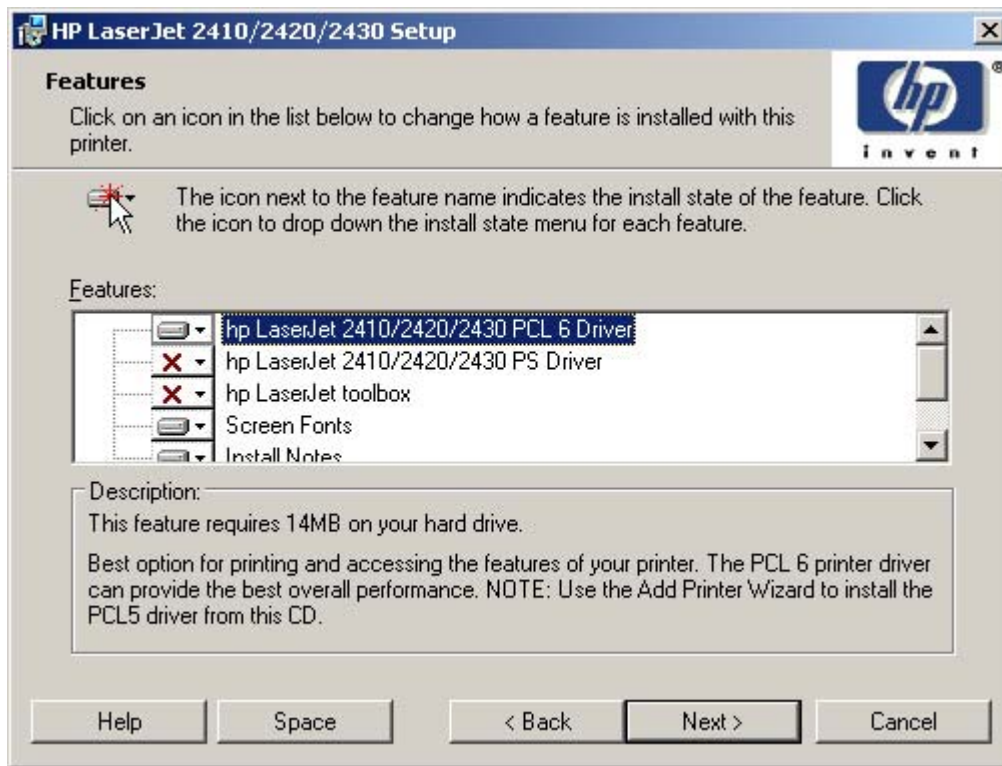 HP LaserJet 2410/2420/2430 Setup
Features
Click on an icon in the list below to change how a feature is installed with this
printer.
hp
®
invent
The icon next to the feature name indicates the install state of the feature. Click
the icon to drop down the install state menu for each feature.
Features:
hp LaserJet 2410/2420/2430 PCL 6 Driver
hp LaserJet 2410/2420/2430 PS Driver
hp LaserJet toolbox
Screen Fonts
Install Notes
Description:
This feature requires 14MB on your hard drive.
Best option for printing and accessing the features of your printer. The PCL 6 printer driver
can provide the best overall performance. NOTE: Use the Add Printer Wizard to install the
PCL5 driver from this CD.
Help Space < Back Next > Cancel